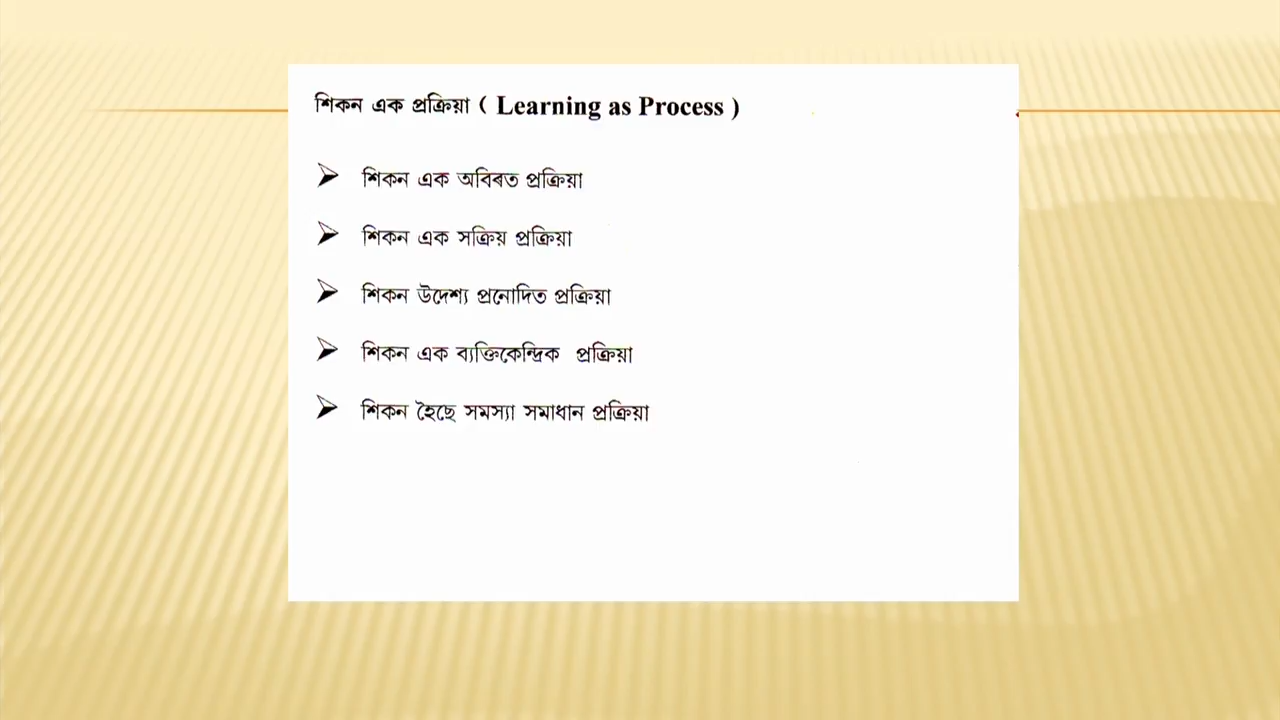 শিকন এক প্ৰক্ৰিয়া ( Learning as Process )
শিকন এক অবিৰত প্ৰক্ৰিয়া
শিকন এক সক্ৰিয় প্ৰক্ৰিয়া
শিকন উদেশ্য প্ৰনোদিত প্ৰক্ৰিয়া
শিকন এক ব্যক্তিকেন্দ্ৰিক প্ৰক্ৰিয়া
শিকন হৈছে সমস্যা সমাধান প্ৰক্ৰিয়া